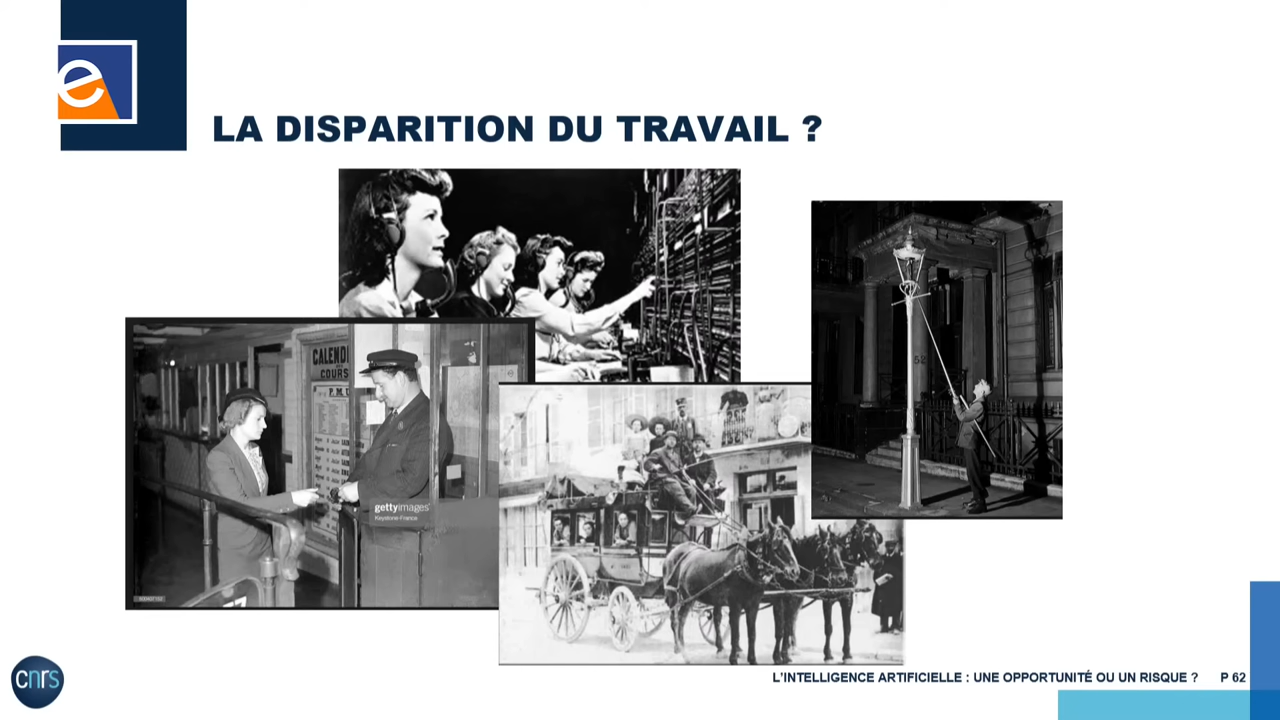 e
LA DISPARITION DU TRAVAIL ?
52
CALEND
COURS
P.M.U
gettyimages
Keystone-France
cnrs
L'INTELLIGENCE ARTIFICIELLE : UNE OPPORTUNITÉ OU UN RISQUE ? P 62